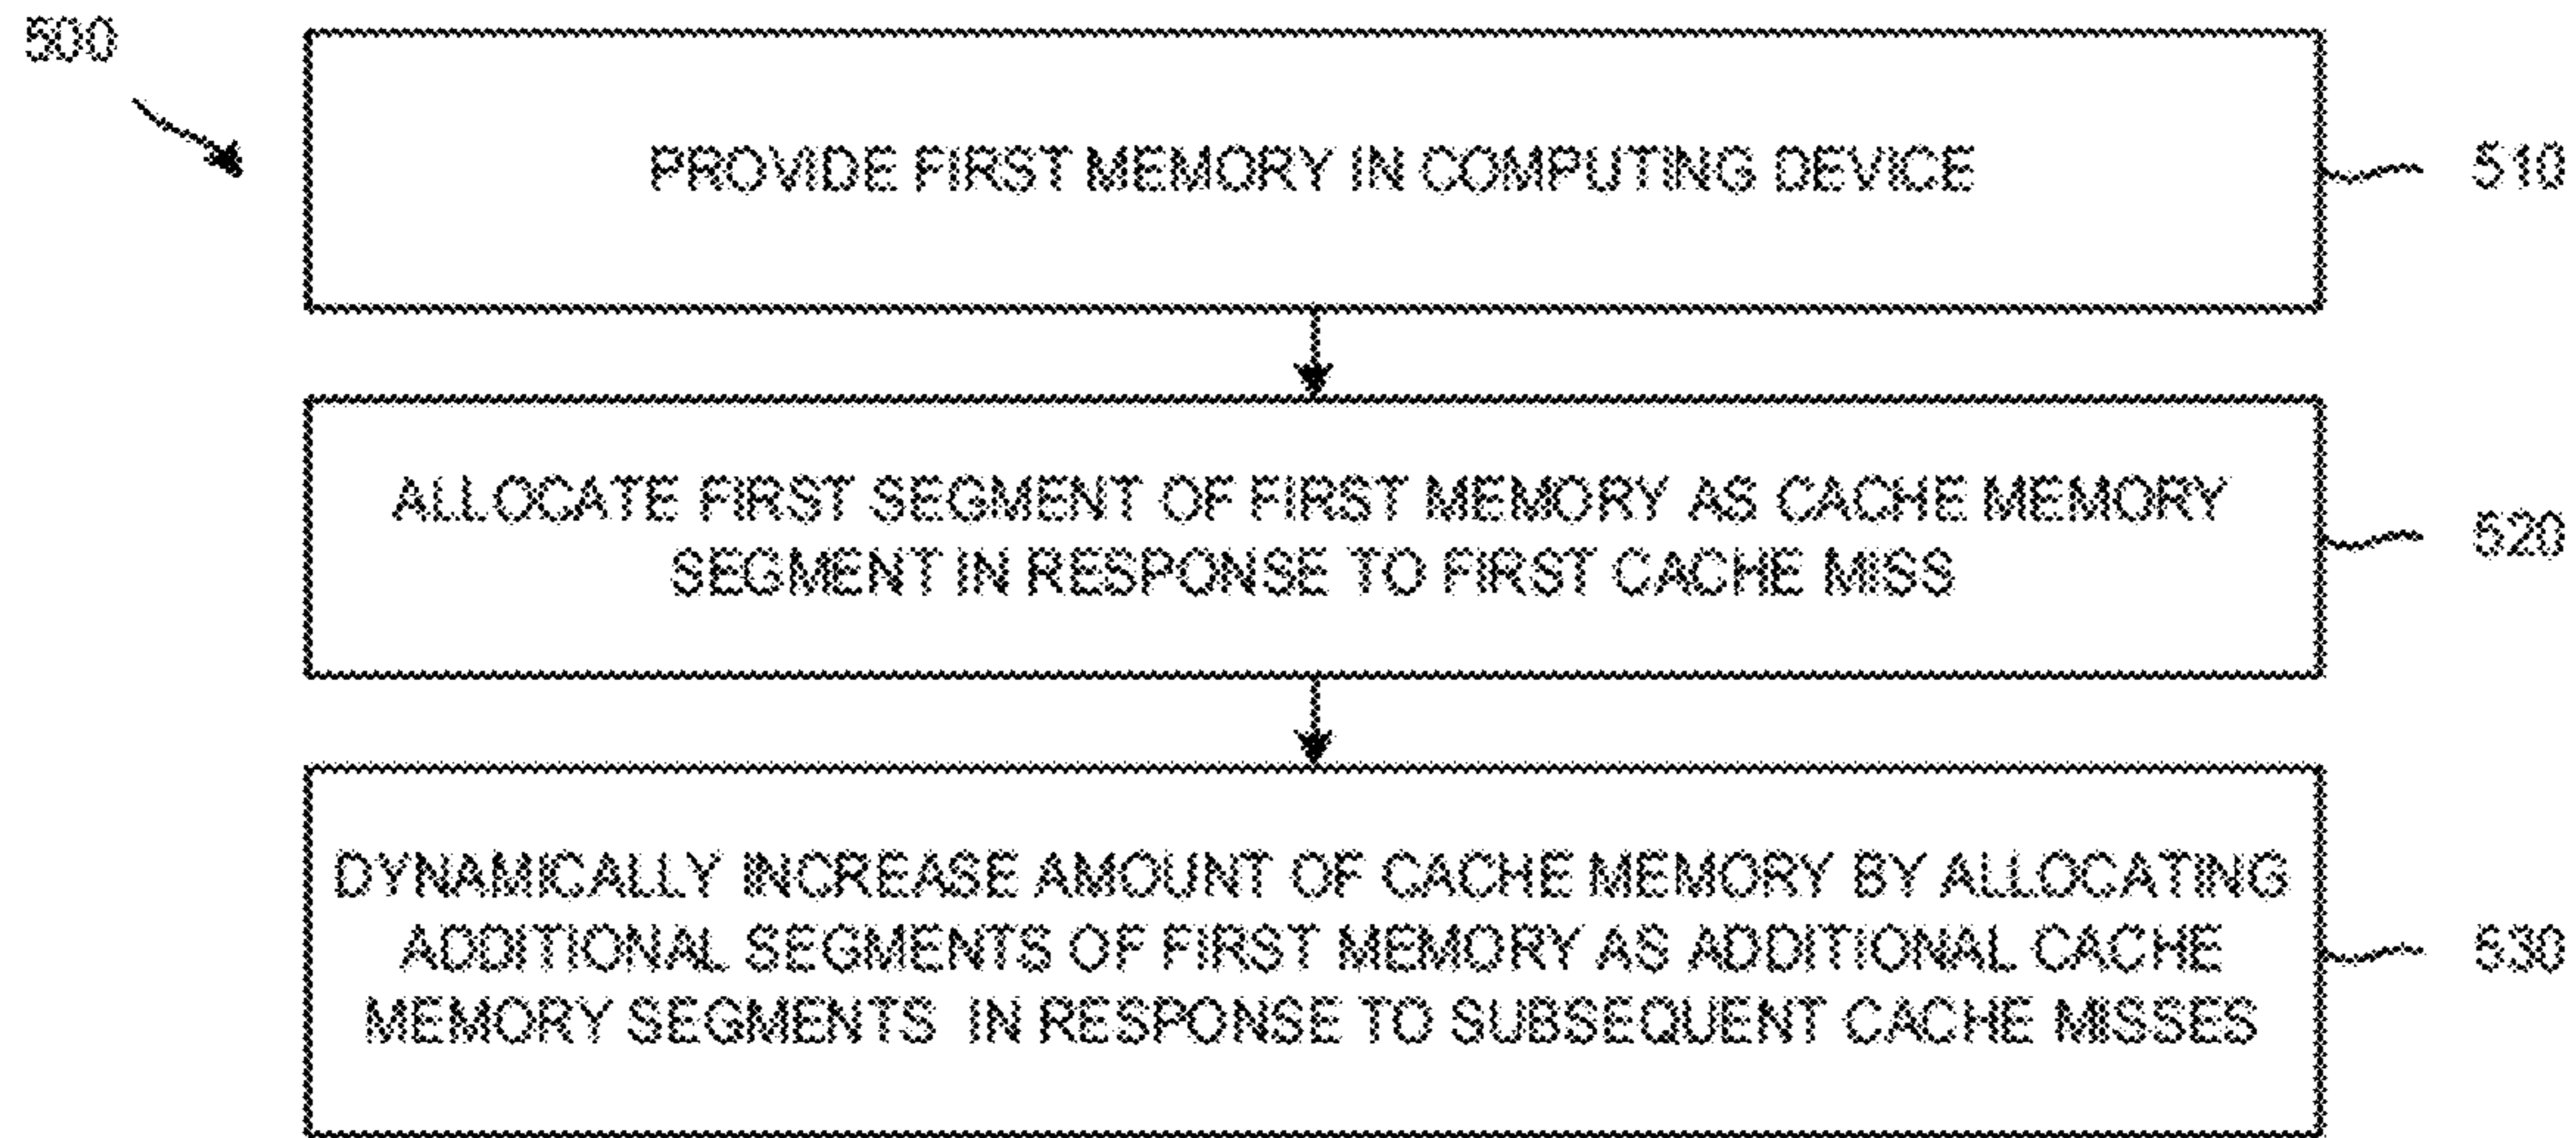 500
PROVIDE FIRST MEMORY IN COMPUTING DEVICE
510
ALLOCATE FIRST SEGMENT OF FIRST MEMORY AS CACHE MEMORY
SEGMENT IN RESPONSE TO FIRST CACHE MISS
520
DYNAMICALLY INCREASE AMOUNT OF CACHE MEMORY BY ALLOCATING
ADDITIONAL SEGMENTS OF FIRST MEMORY AS ADDITIONAL CACHE
MEMORY SEGMENTS IN RESPONSE TO SUBSEQUENT CACHE MISSES
530